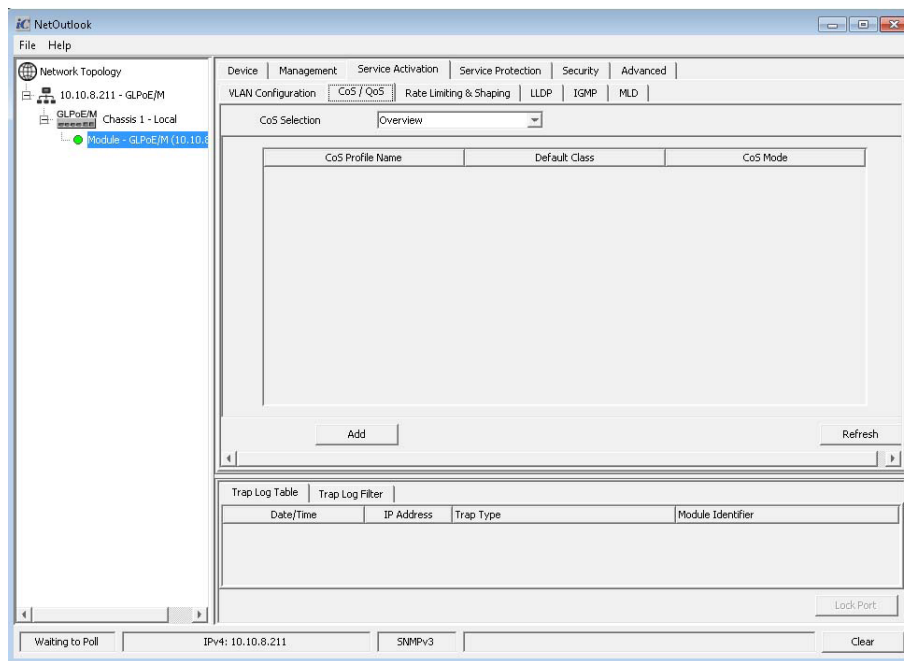 iC NetOutlook
File Help
Network Topology
10.10.8.211 - GLPoE/M
GLPoE/M Chassis 1 - Local
Module - GLPoE/M (10.10.8
Device Management Service Activation Service Protection Security Advanced
VLAN Configuration CoS / QoS Rate Limiting & Shaping LLDP IGMP MLD
CoS Selection Overview
CoS Profile Name Default Class CoS Mode
Add Refresh
Trap Log Table Trap Log Filter
Date/Time IP Address Trap Type Module Identifier
Lock Port
Waiting to Poll IPv4: 10.10.8.211 SNMPv3 Clear